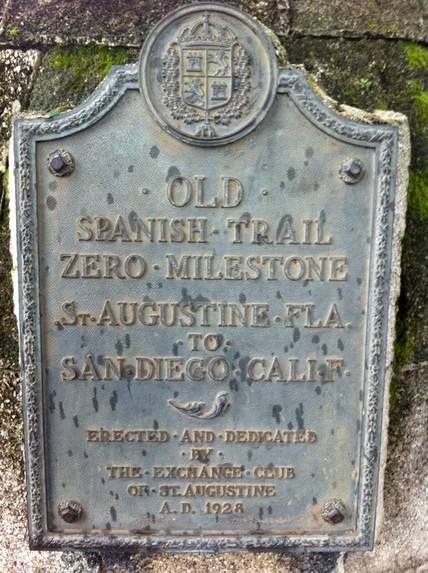 · OLD ·
SPANISH · TRAIL
ZERO · MILESTONE
ST. AUGUSTINE · FLA.
· TO ·
SAN · DIEGO · CALIF ·
ERECTED · AND · DEDICATED
· BY ·
THE · EXCHANGE · CLUB
OF · ST. AUGUSTINE
A. D. 1928